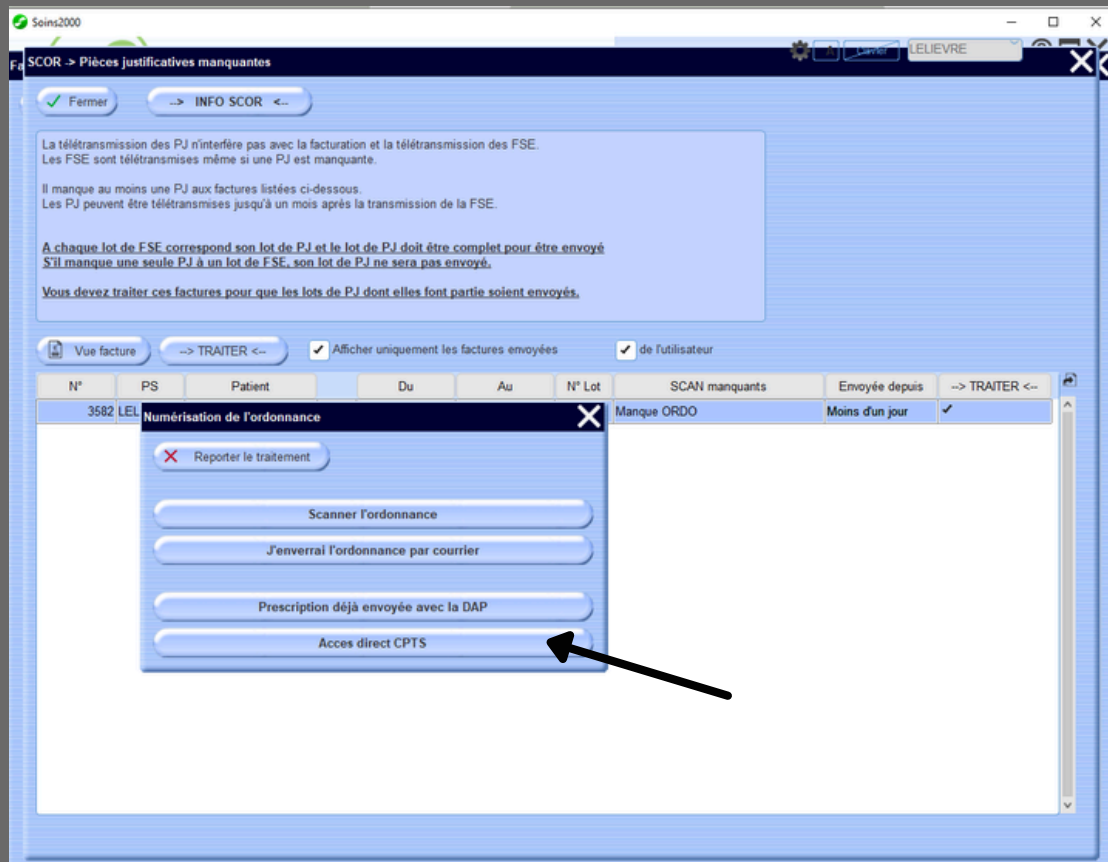 Soins2000
Fa
SCOR -> Pièces justificatives manquantes
A
Clavier
LELIEVRE
Fermer
--> INFO SCOR <--
La télétransmission des PJ n'interfère pas avec la facturation et la télétransmission des FSE.
Les FSE sont télétransmises même si une PJ est manquante.
Il manque au moins une PJ aux factures listées ci-dessous.
Les PJ peuvent être télétransmises jusqu'à un mois après la transmission de la FSE.
A chaque lot de FSE correspond son lot de PJ et le lot de PJ doit être complet pour être envoyé
S'il manque une seule PJ à un lot de FSE, son lot de PJ ne sera pas envoyé.
Vous devez traiter ces factures pour que les lots de PJ dont elles font partie soient envoyés.
Vue facture
--> TRAITER <--
Afficher uniquement les factures envoyées
de l'utilisateur
N° PS Patient Du Au N° Lot SCAN manquants Envoyée depuis --> TRAITER <--
3582 LEL Manque ORDO Moins d'un jour
Numérisation de l'ordonnance
Reporter le traitement
Scanner l'ordonnance
J'enverrai l'ordonnance par courrier
Prescription déjà envoyée avec la DAP
Acces direct CPTS